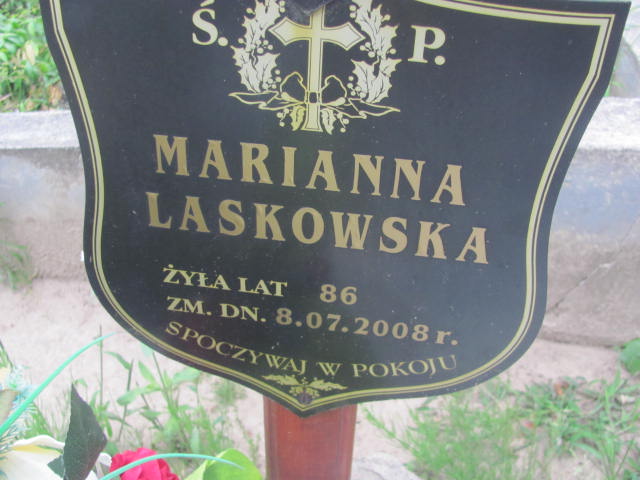 Ś. P.
MARIANNA
LASKOWSKA
ŻYŁA LAT 86
ZM. DN. 8.07.2008 r.
SPOCZYWAJ W POKOJU